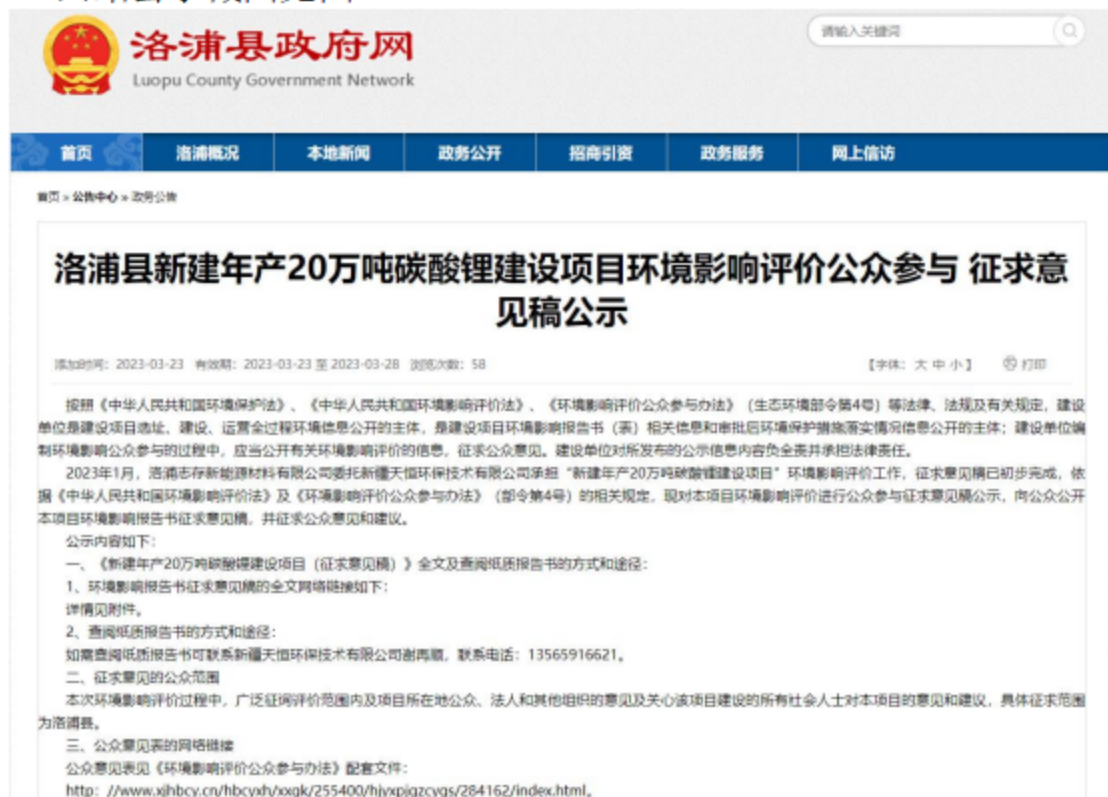 洛浦县政府网
Luopu County Government Network
请输入关键词
首页 洛浦概况 本地新闻 政务公开 招商引资 政务服务 网上信访
首页 » 公告中心 » 政务公告
洛浦县新建年产20万吨碳酸锂建设项目环境影响评价公众参与 征求意
见稿公示
添加时间：2023-03-23 有效期：2023-03-23 至 2023-03-28 浏览次数：58 【字体：大 中 小】 打印
按照《中华人民共和国环境保护法》、《中华人民共和国环境影响评价法》、《环境影响评价公众参与办法》（生态环境部令第4号）等法律、法规及有关规定，建设
单位是建设项目选址、建设、运营全过程环境信息公开的主体，是建设项目环境影响报告书（表）相关信息和审批后环境保护措施落实情况信息公开的主体；建设单位编
制环境影响公众参与的过程中，应当公开有关环境影响评价的信息，征求公众意见。建设单位对所发布的公示信息内容负全责并承担法律责任。
2023年1月，洛浦志存新能源材料有限公司委托新疆天恒环保技术有限公司承担“新建年产20万吨碳酸锂建设项目”环境影响评价工作，征求意见稿已初步完成，依
据《中华人民共和国环境影响评价法》及《环境影响评价公众参与办法》（部令第4号）的相关规定，现对本项目环境影响评价进行公众参与征求意见稿公示，向公众公开
本项目环境影响报告书征求意见稿，并征求公众意见和建议。
公示内容如下：
一、《新建年产20万吨碳酸锂建设项目（征求意见稿）》全文及查阅纸质报告书的方式和途径：
1、环境影响报告书征求意见稿的全文网络链接如下：
详情见附件。
2、查阅纸质报告书的方式和途径：
如需查阅纸质报告书可联系新疆天恒环保技术有限公司谢再顺，联系电话：13565916621。
二、征求意见的公众范围
本次环境影响评价过程中，广泛征询评价范围内及项目所在地公众、法人和其他组织的意见及关心该项目建设的所有社会人士对本项目的意见和建议，具体征求范围
为洛浦县。
三、公众意见表的网络链接
公众意见表见《环境影响评价公众参与办法》配套文件：
http：//www.xjhbcy.cn/hbcyxh/xxgk/255400/hjyxpjgzcygs/284162/index.html。